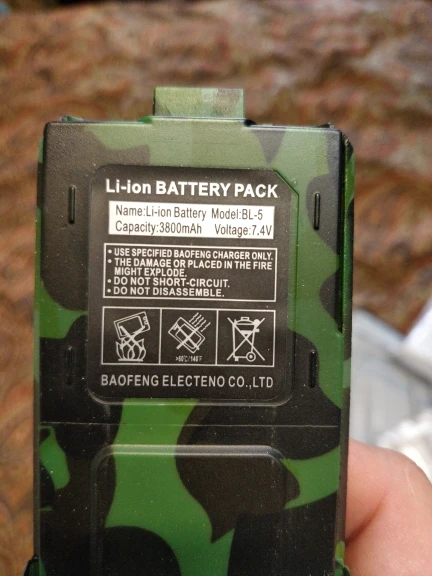 Li-ion BATTERY PACK
Name:Li-ion Battery Model:BL-5
Capacity:3800mAh Voltage:7.4V
• USE SPECIFIED BAOFENG CHARGER ONLY.
• THE DAMAGE OR PLACED IN THE FIRE
MIGHT EXPLODE.
• DO NOT SHORT-CIRCUIT.
• DO NOT DISASSEMBLE.
>60℃/140℉
BAOFENG ELECTENO CO.,LTD